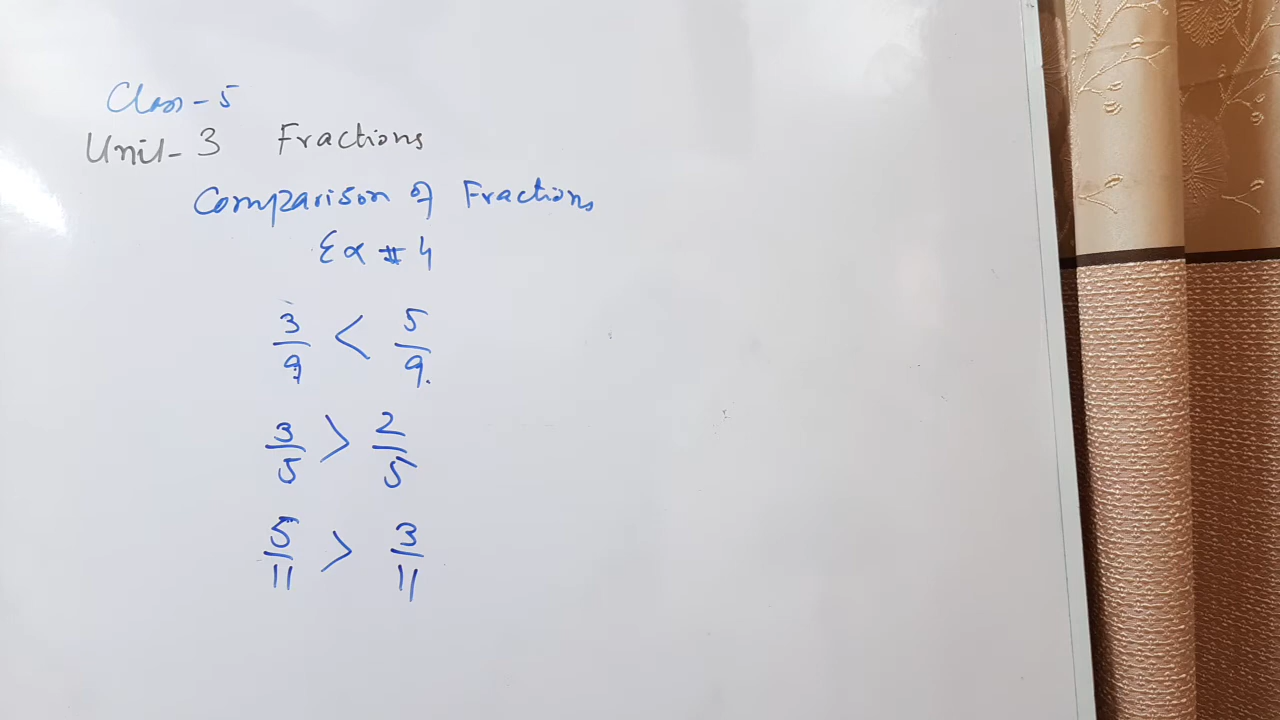 Class - 5
Unit - 3 Fractions
Comparison of Fractions
Ex # 4
3/9 < 5/9
3/5 > 2/5
5/11 > 3/11